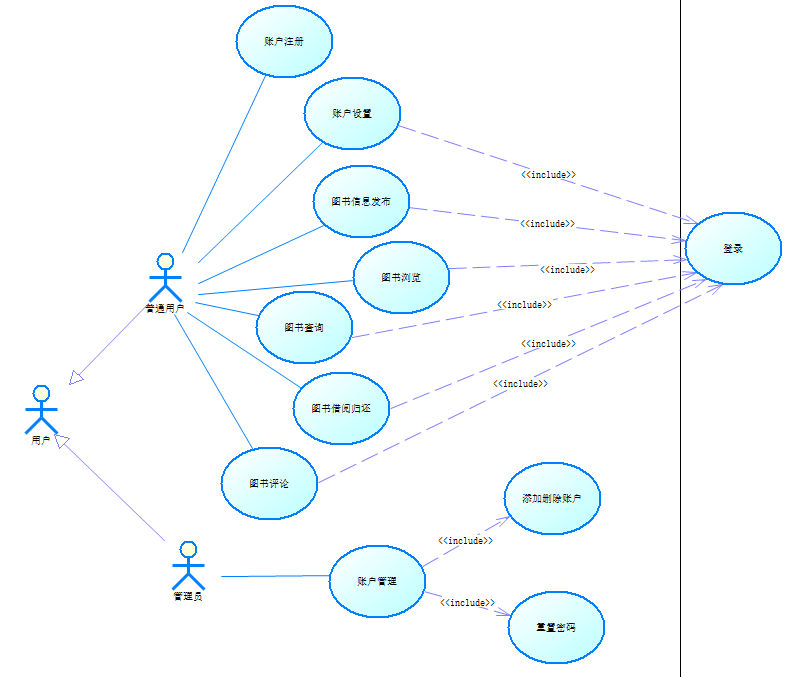 账户注册
账户设置
<<include>>
图书信息发布
<<include>>
登录
图书浏览
<<include>>
普通用户
<<include>>
图书查询
<<include>>
<<include>>
图书借阅归还
用户
图书评论
添加删除账户
<<include>>
账户管理
管理员
<<include>>
重置密码